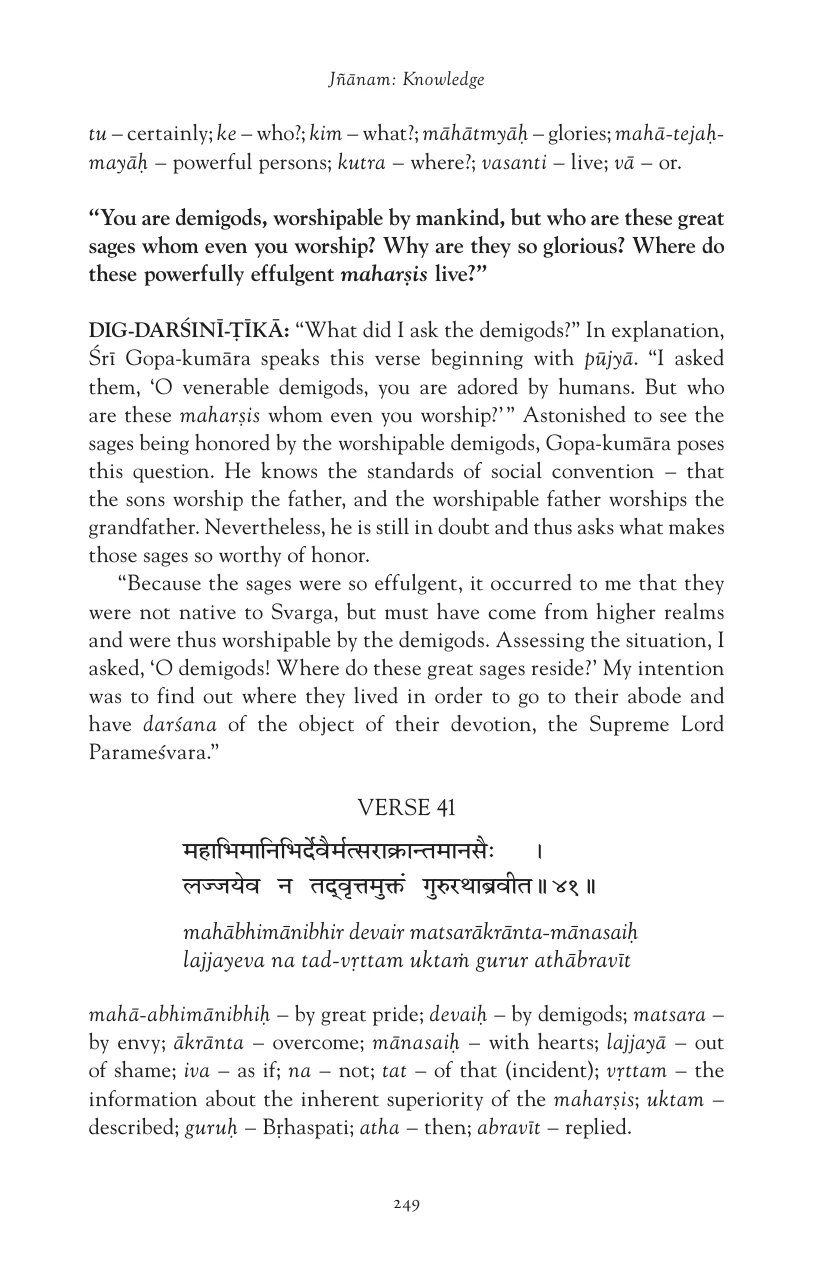 Jñānam: Knowledge
tu – certainly; ke – who?; kim – what?; māhātmyāḥ – glories; mahā-tejaḥ-
mayāḥ – powerful persons; kutra – where?; vasanti – live; vā – or.
“You are demigods, worshipable by mankind, but who are these great
sages whom even you worship? Why are they so glorious? Where do
these powerfully effulgent maharṣis live?”
DIG-DARŚINĪ-ṬĪKĀ: “What did I ask the demigods?” In explanation,
Śrī Gopa-kumāra speaks this verse beginning with pūjyā. “I asked
them, ‘O venerable demigods, you are adored by humans. But who
are these maharṣis whom even you worship?’” Astonished to see the
sages being honored by the worshipable demigods, Gopa-kumāra poses
this question. He knows the standards of social convention – that
the sons worship the father, and the worshipable father worships the
grandfather. Nevertheless, he is still in doubt and thus asks what makes
those sages so worthy of honor.
“Because the sages were so effulgent, it occurred to me that they
were not native to Svarga, but must have come from higher realms
and were thus worshipable by the demigods. Assessing the situation, I
asked, ‘O demigods! Where do these great sages reside?’ My intention
was to find out where they lived in order to go to their abode and
have darśana of the object of their devotion, the Supreme Lord
Parameśvara.”
VERSE 41
महाभिमानिभिर्देवैर्मत्सराक्रान्तमानसैः ।
लज्जयेव न तद्वृत्तमुक्तं गुरुरथाब्रवीत॥४१॥
mahābhimānibhir devair matsarākrānta-mānasaiḥ
lajjayeva na tad-vṛttam uktaṁ gurur athābravīt
mahā-abhimānibhiḥ – by great pride; devaiḥ – by demigods; matsara –
by envy; ākrānta – overcome; mānasaiḥ – with hearts; lajjayā – out
of shame; iva – as if; na – not; tat – of that (incident); vṛttam – the
information about the inherent superiority of the maharṣis; uktam –
described; guruḥ – Bṛhaspati; atha – then; abravīt – replied.
249